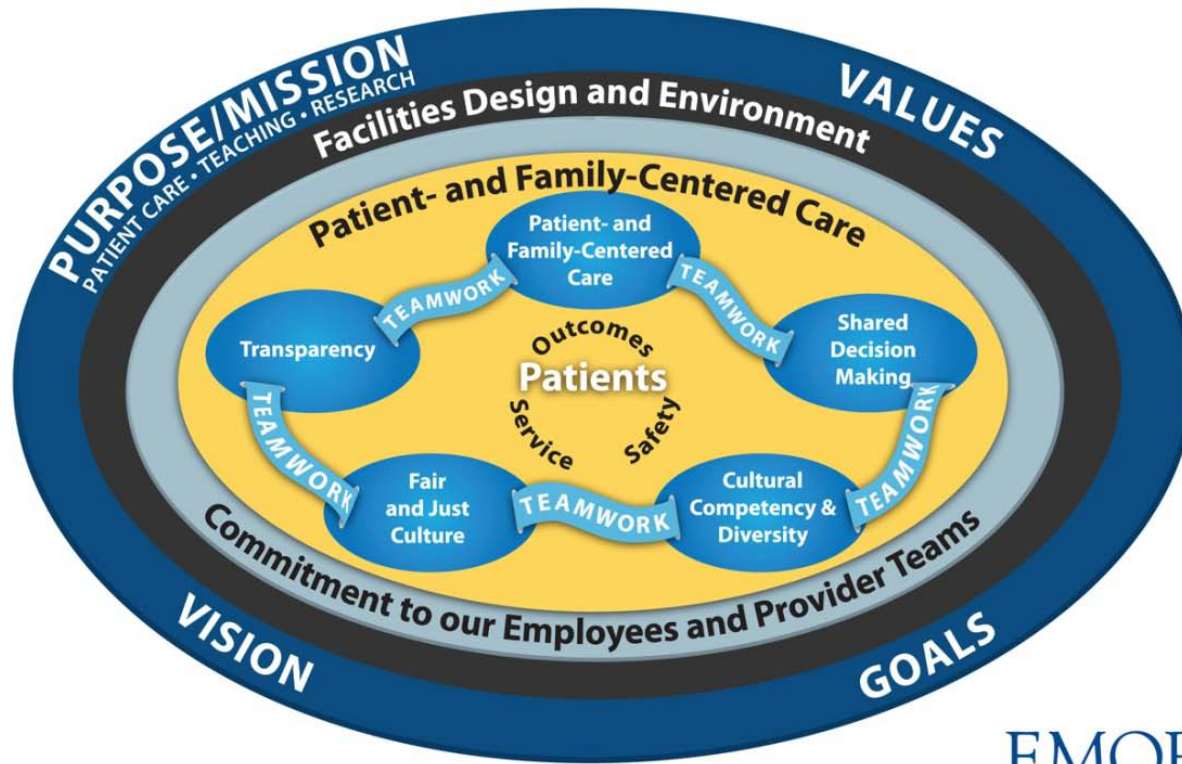 PURPOSE/MISSION
PATIENT CARE • TEACHING • RESEARCH
VALUES
Facilities Design and Environment
Patient- and Family-Centered Care
Patient- and
Family-Centered
Care
TEAMWORK
TEAMWORK
Transparency
Shared
Decision
Making
Outcomes
Patients
Service
Safety
TEAMWORK
TEAMWORK
Fair
and Just
Culture
TEAMWORK
Cultural
Competency &
Diversity
Commitment to our Employees and Provider Teams
VISION
GOALS